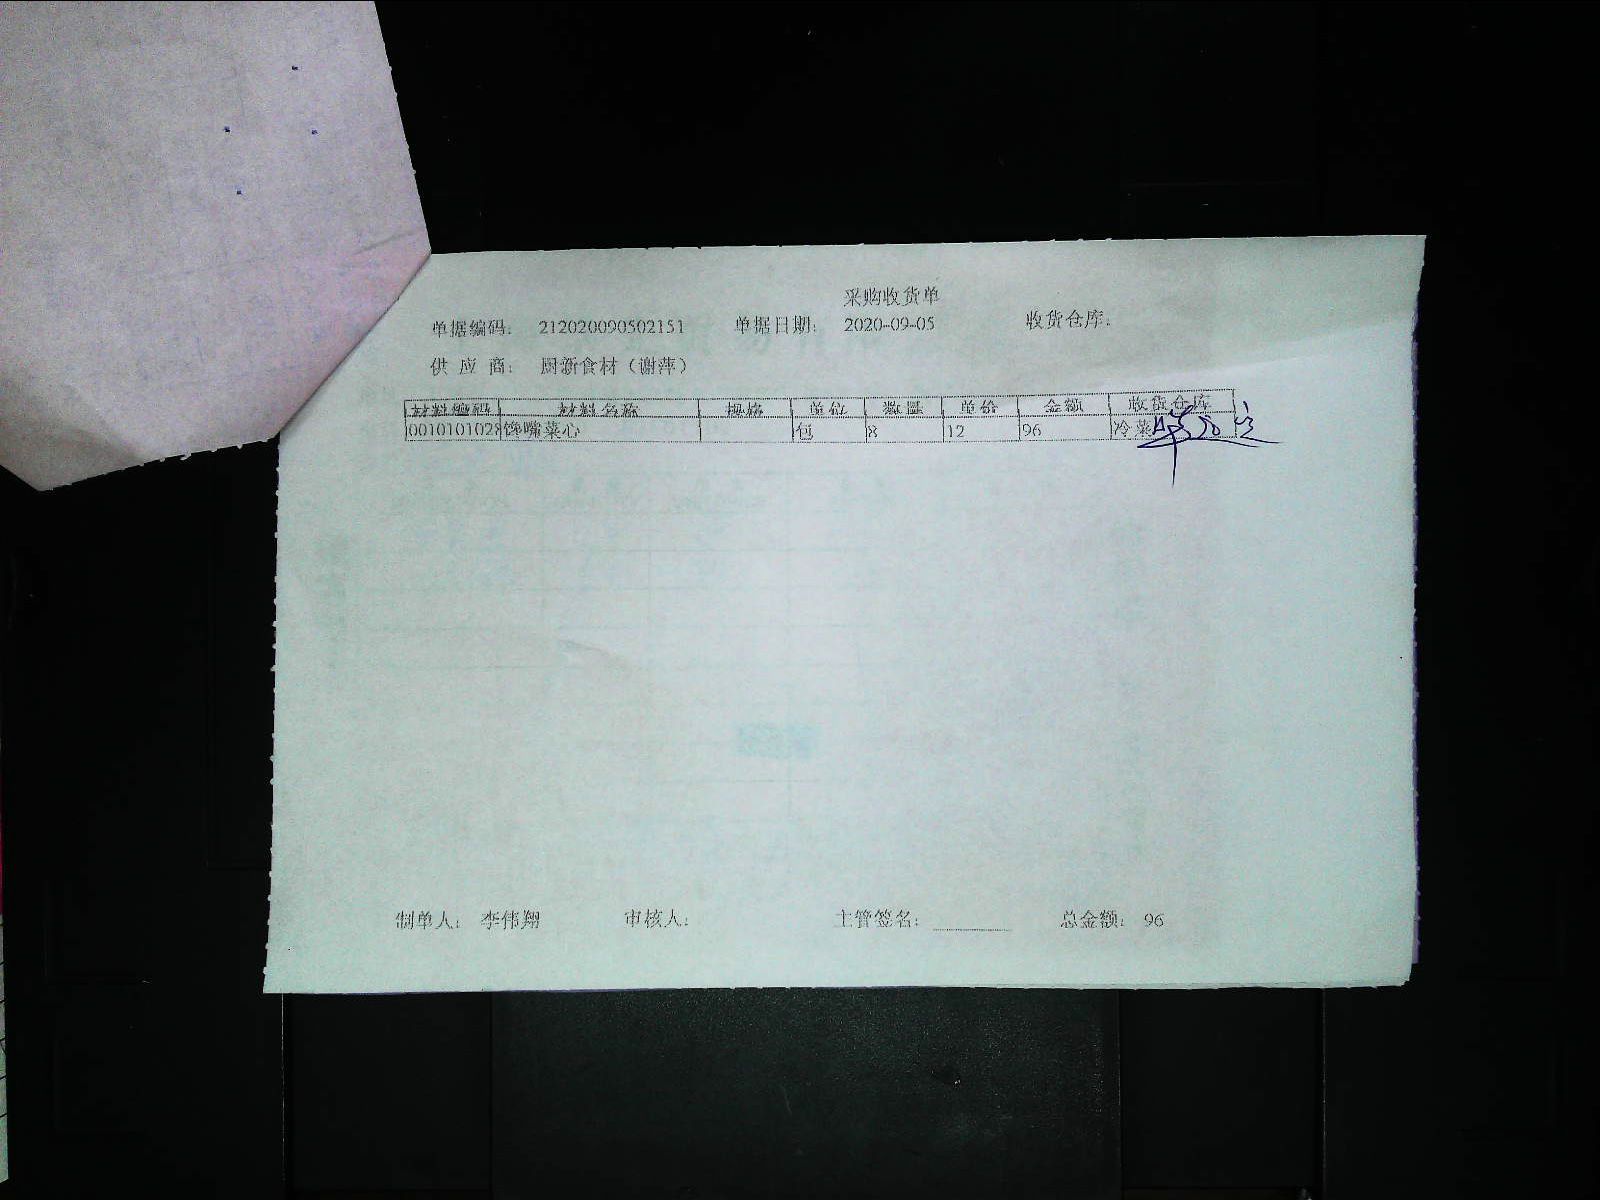 采购收货单
单据编码: 212020090502151 单据日期: 2020-09-05 收货仓库:
供 应 商: 厨新食材（谢萍）
材料编码 材料名称 规格 单位 数量 单价 金额 收货仓库
0010101028 馋嘴菜心 包 8 12 96 冷菜
制单人: 李伟翔 审核人: 主管签名: 总金额: 96